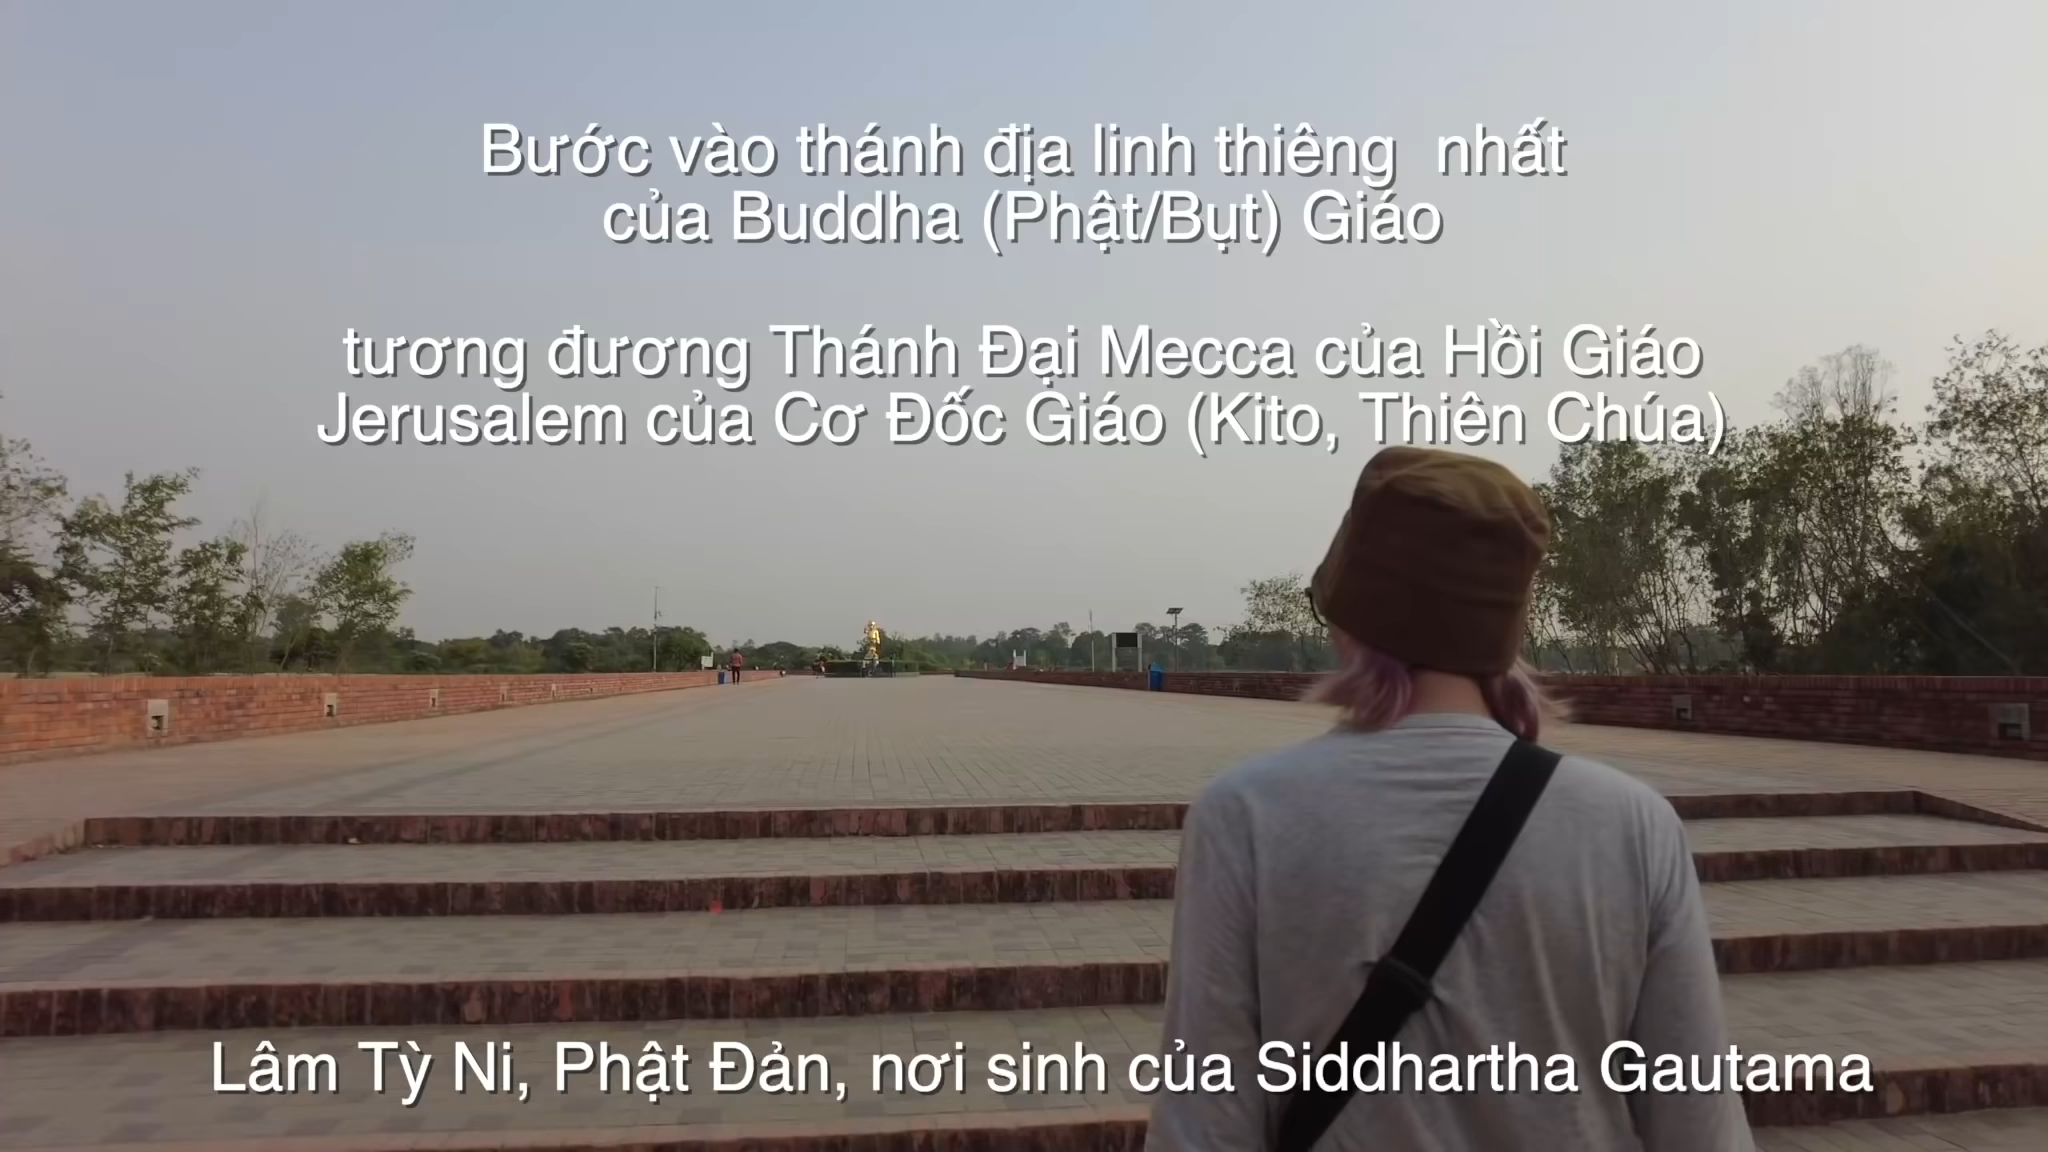 Bước vào thánh địa linh thiêng  nhất
của Buddha (Phật/Bụt) Giáo
tương đương Thánh Đại Mecca của Hồi Giáo
Jerusalem của Cơ Đốc Giáo (Kito, Thiên Chúa)
Lâm Tỳ Ni, Phật Đản, nơi sinh của Siddhartha Gautama